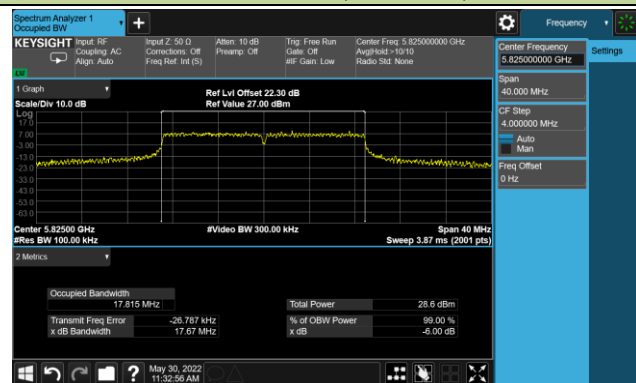 Spectrum Analyzer 1
Occupied BW
Frequency
KEYSIGHT
Input: RF
Coupling: AC
Align: Auto
Input Z: 50 Ω
Corrections: Off
Freq Ref: Int (S)
Atten: 10 dB
Preamp: Off
Trig: Free Run
Gate: Off
#IF Gain: Low
Center Freq: 5.825000000 GHz
Avg|Hold:>10/10
Radio Std: None
Center Frequency
5.825000000 GHz
Settings
Span
40.000 MHz
CF Step
4.000000 MHz
Auto
Man
Freq Offset
0 Hz
1 Graph
Scale/Div 10.0 dB
Ref Lvl Offset 22.30 dB
Ref Value 27.00 dBm
Log
17.0
7.00
-3.00
-13.0
-23.0
-33.0
-43.0
-53.0
-63.0
Center 5.82500 GHz
#Video BW 300.00 kHz
Span 40 MHz
#Res BW 100.00 kHz
Sweep 3.87 ms (2001 pts)
2 Metrics
Occupied Bandwidth
17.815 MHz
Total Power
28.6 dBm
Transmit Freq Error
-26.787 kHz
% of OBW Power
99.00 %
x dB Bandwidth
17.67 MHz
x dB
-6.00 dB
May 30, 2022
11:32:56 AM